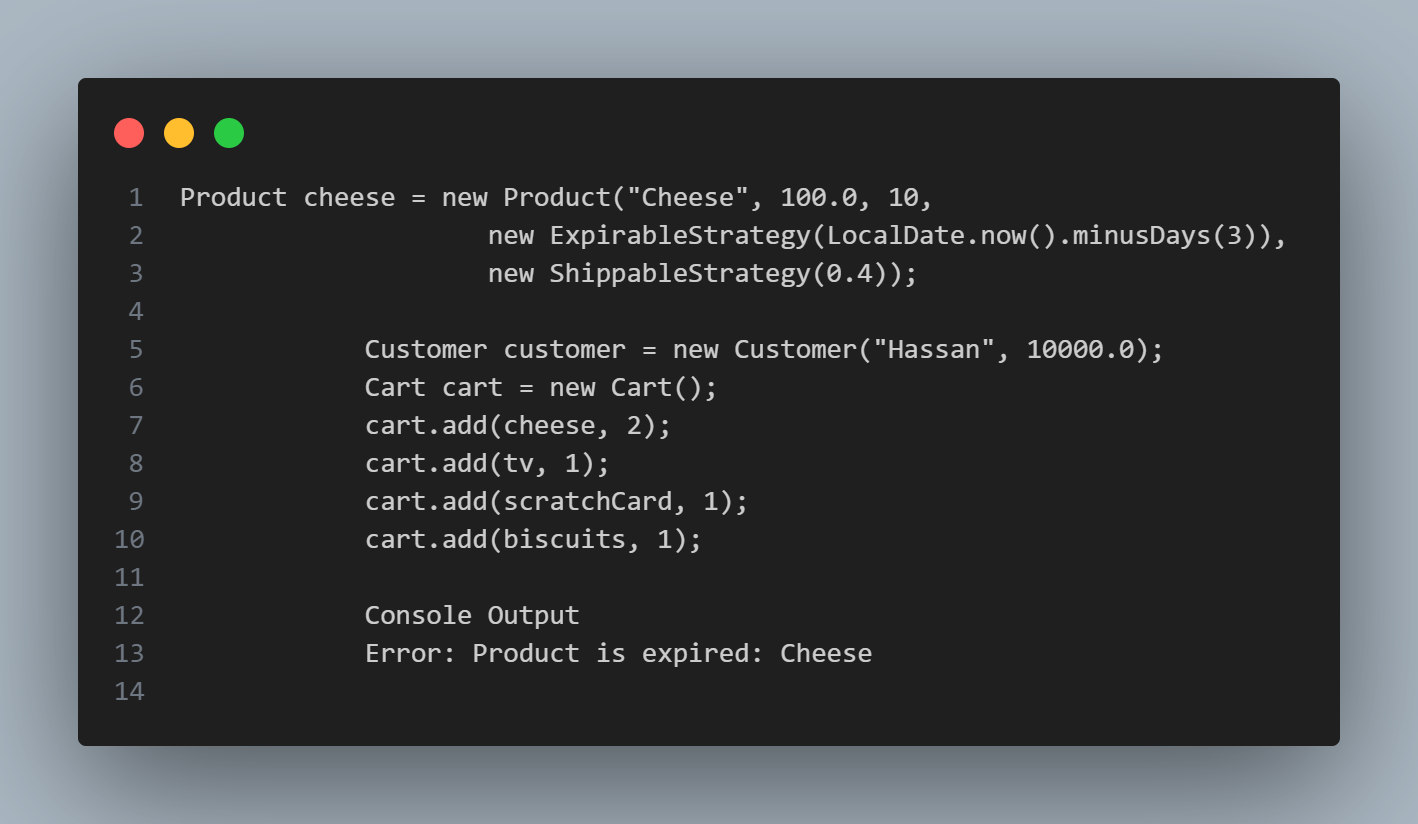 1 Product cheese = new Product("Cheese", 100.0, 10,
2 new ExpirableStrategy(LocalDate.now().minusDays(3)),
3 new ShippableStrategy(0.4));
4
5 Customer customer = new Customer("Hassan", 10000.0);
6 Cart cart = new Cart();
7 cart.add(cheese, 2);
8 cart.add(tv, 1);
9 cart.add(scratchCard, 1);
10 cart.add(biscuits, 1);
11
12 Console Output
13 Error: Product is expired: Cheese
14